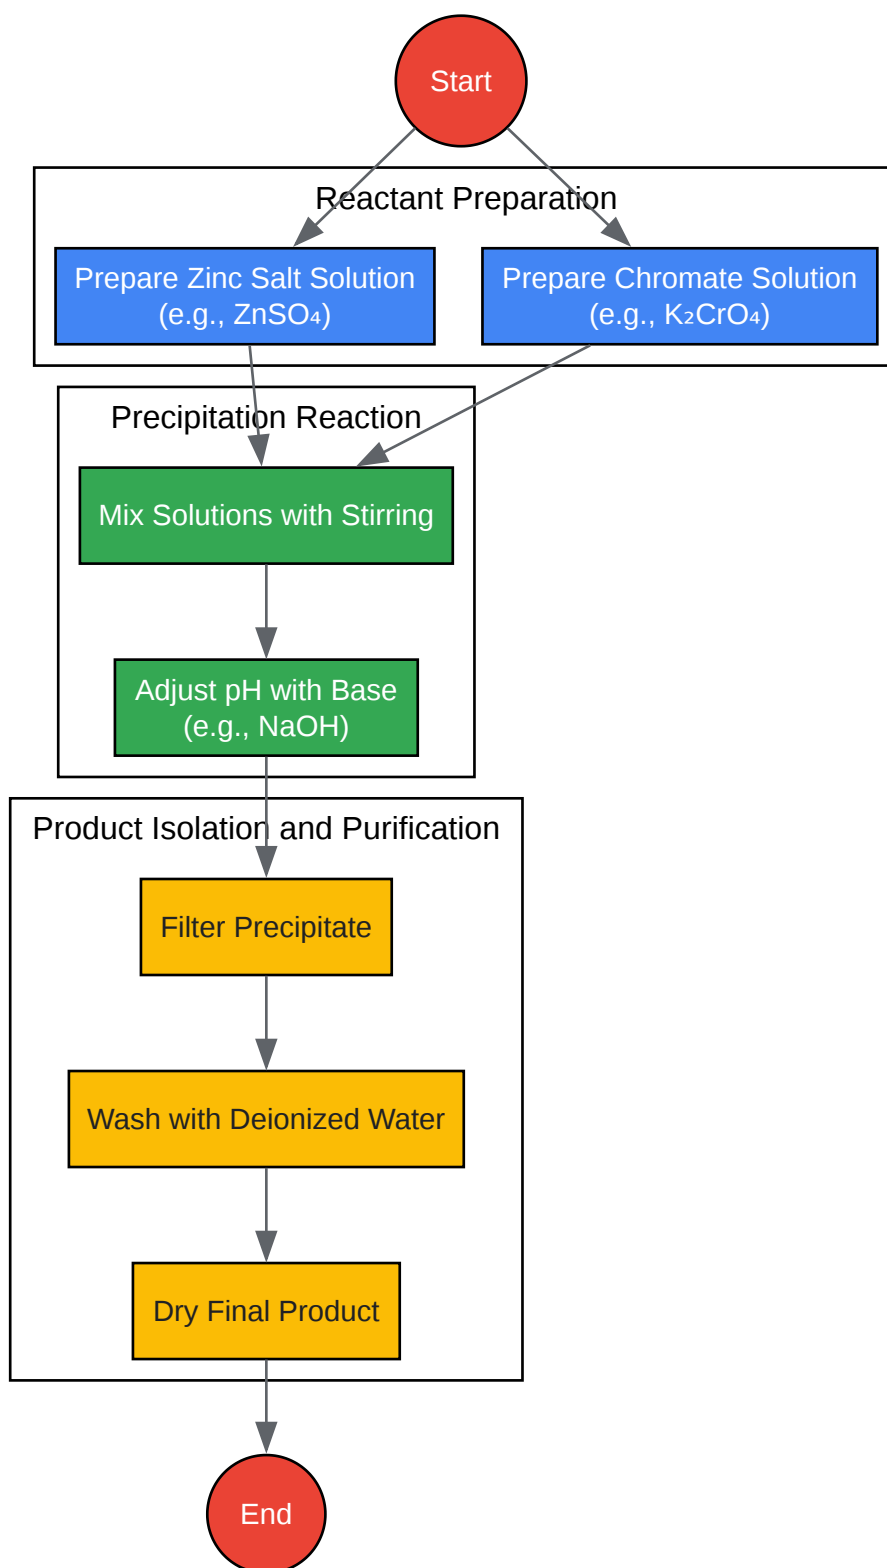 Start
Reactant Preparation
Prepare Zinc Salt Solution
(e.g., ZnSO₄)
Prepare Chromate Solution
(e.g., K₂CrO₄)
Precipitation Reaction
Mix Solutions with Stirring
Adjust pH with Base
(e.g., NaOH)
Product Isolation and Purification
Filter Precipitate
Wash with Deionized Water
Dry Final Product
End